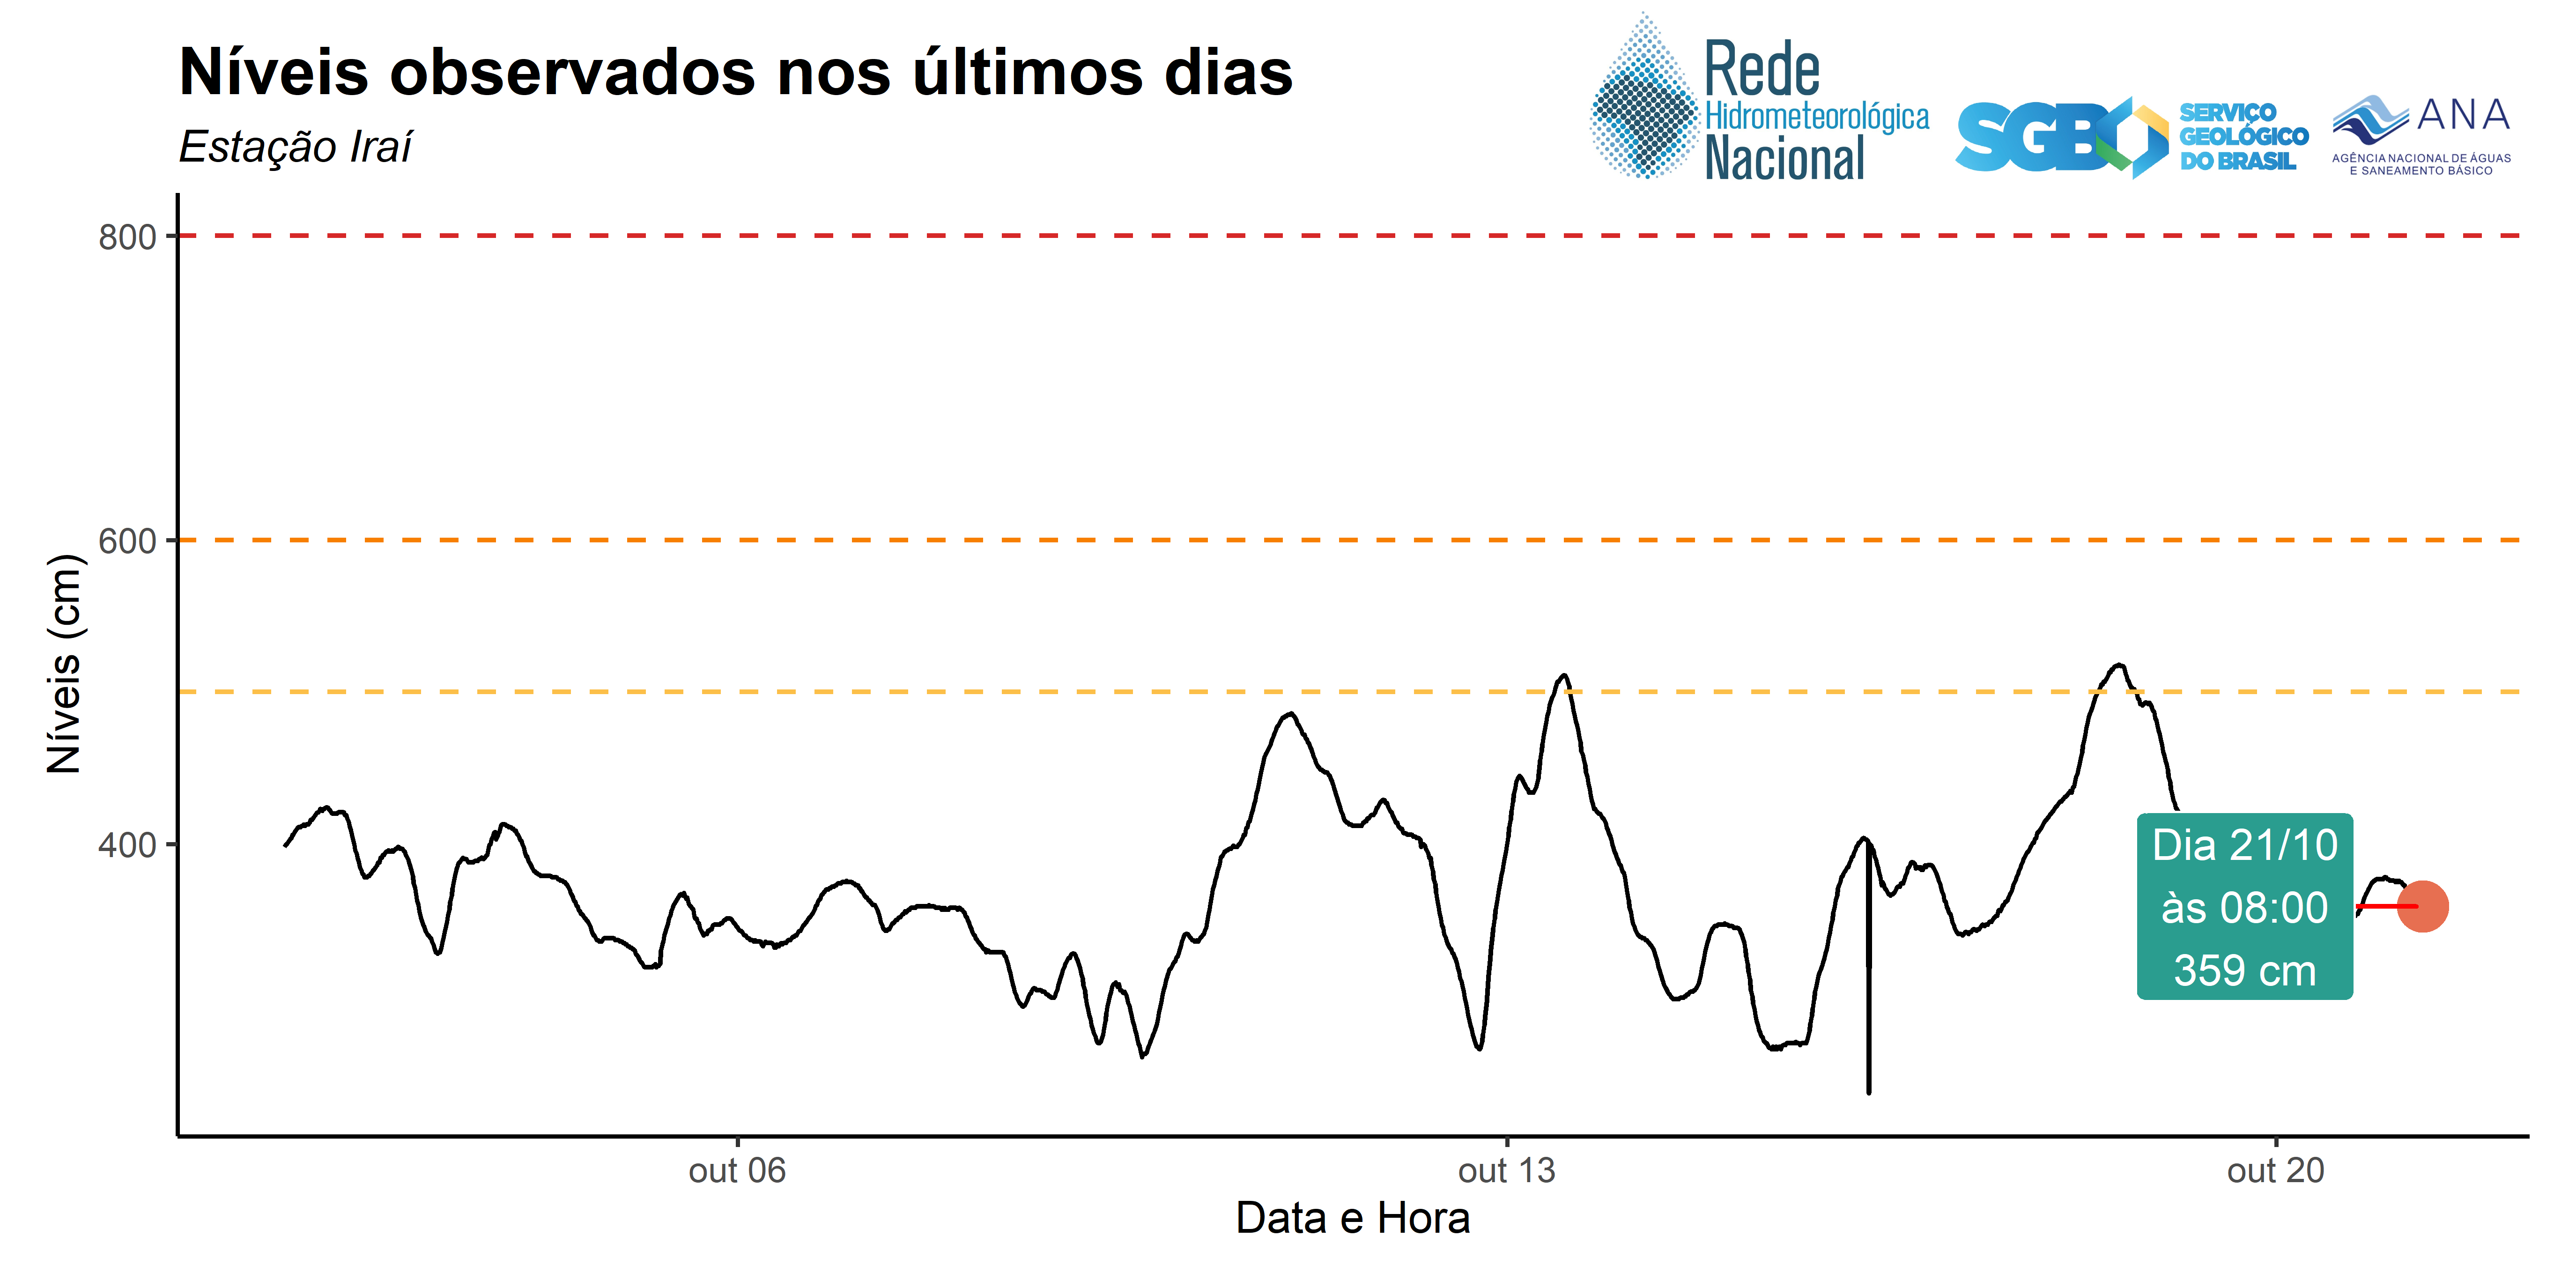 Níveis observados nos últimos dias
Estação Iraí
Rede
Hidrometeorológica
Nacional
SGB
SERVIÇO
GEOLÓGICO
DO BRASIL
ANA
AGÊNCIA NACIONAL DE ÁGUAS
E SANEAMENTO BÁSICO
Níveis (cm)
800
600
400
Dia 21/10
às 08:00
359 cm
out 06
out 13
out 20
Data e Hora